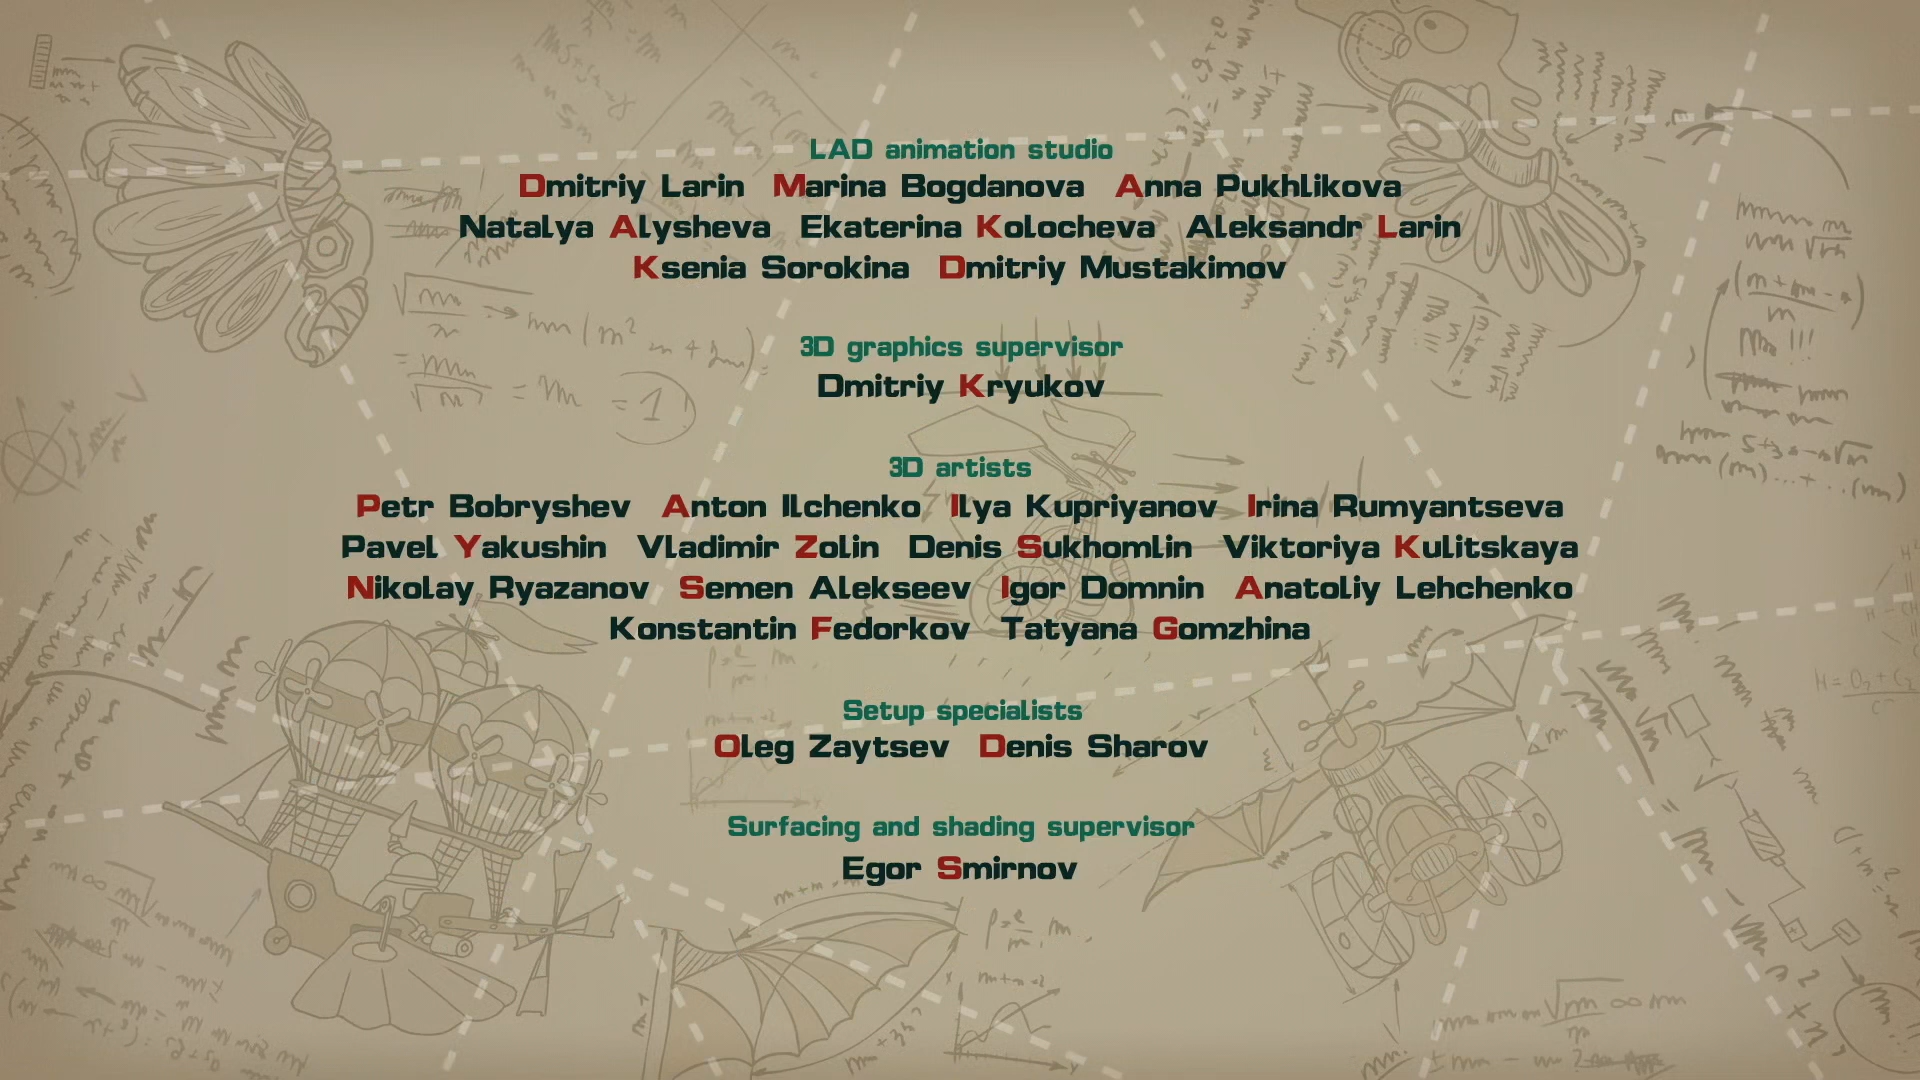 LAD animation studio
Dmitriy Larin Marina Bogdanova Anna Pukhlikova
Natalya Alysheva Ekaterina Kolocheva Aleksandr Larin
Ksenia Sorokina Dmitriy Mustakimov
3D graphics supervisor
Dmitriy Kryukov
3D artists
Petr Bobryshev Anton Ilchenko Ilya Kupriyanov Irina Rumyantseva
Pavel Yakushin Vladimir Zolin Denis Sukhomlin Viktoriya Kulitskaya
Nikolay Ryazanov Semen Alekseev Igor Domnin Anatoliy Lehchenko
Konstantin Fedorkov Tatyana Gomzhina
Setup specialists
Oleg Zaytsev Denis Sharov
Surfacing and shading supervisor
Egor Smirnov